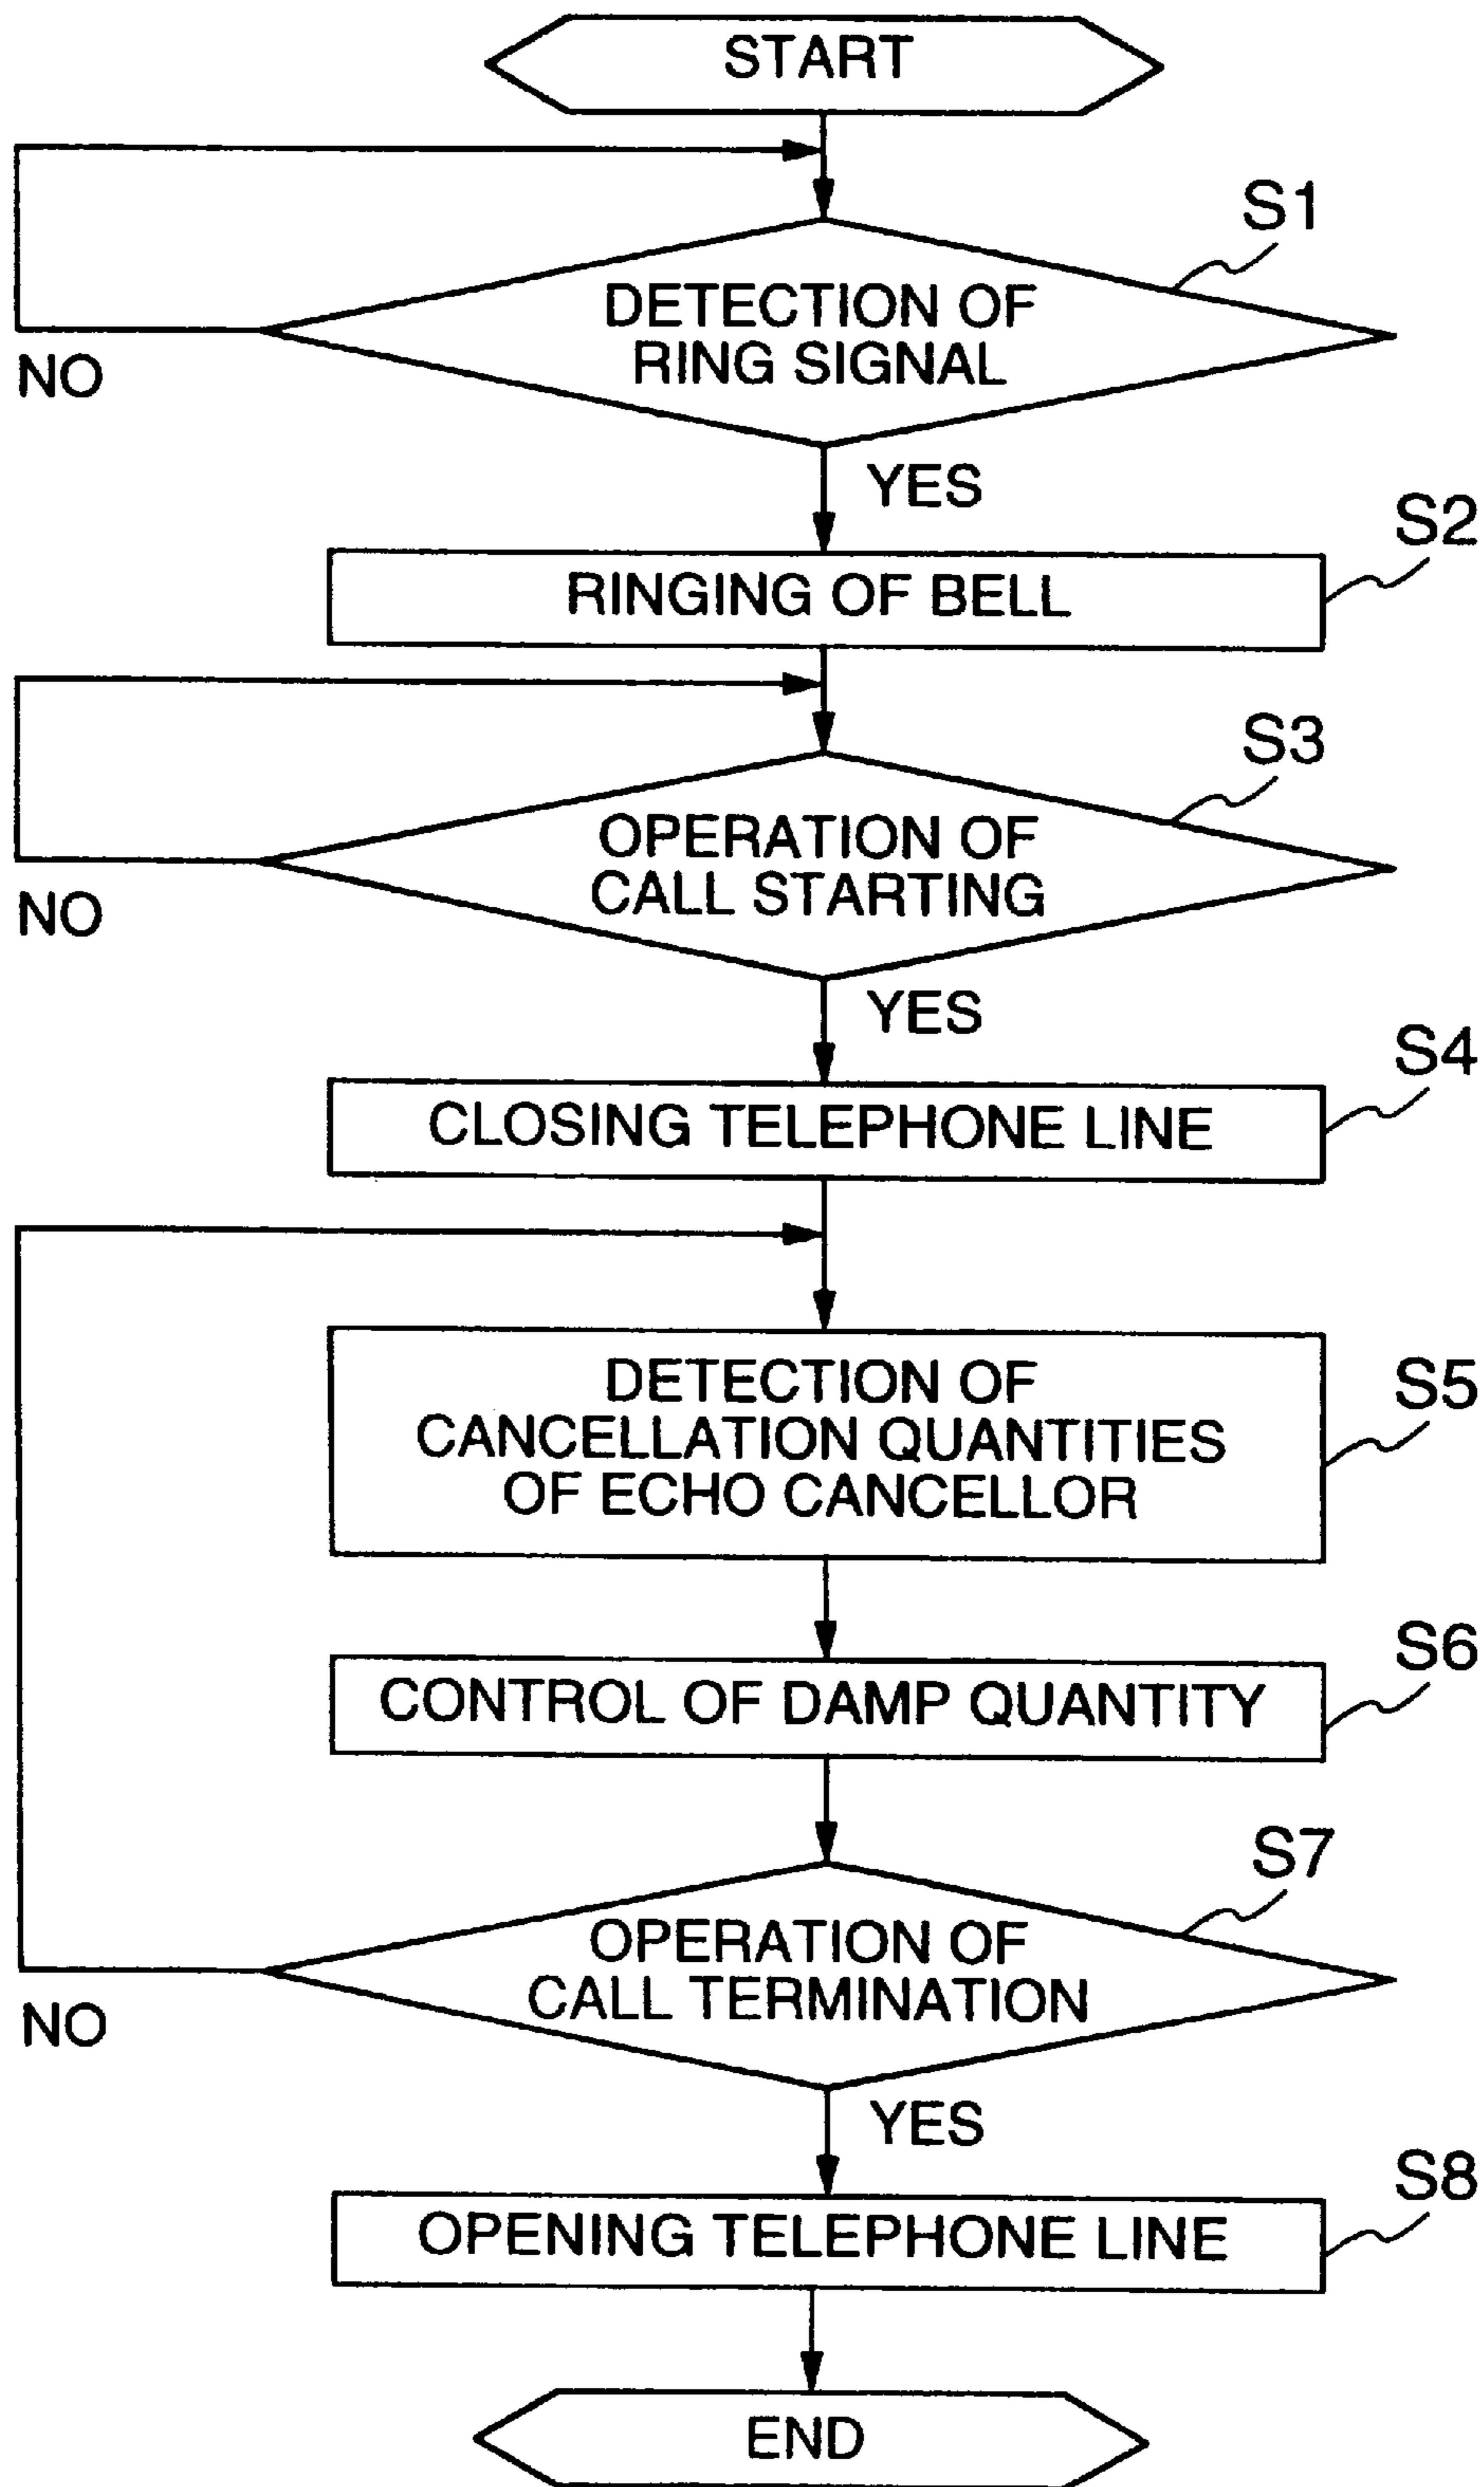 START
S1
DETECTION OF
RING SIGNAL
NO
YES
S2
RINGING OF BELL
S3
OPERATION OF
CALL STARTING
NO
YES
S4
CLOSING TELEPHONE LINE
S5
DETECTION OF
CANCELLATION QUANTITIES
OF ECHO CANCELLOR
S6
CONTROL OF DAMP QUANTITY
S7
OPERATION OF
CALL TERMINATION
NO
YES
S8
OPENING TELEPHONE LINE
END